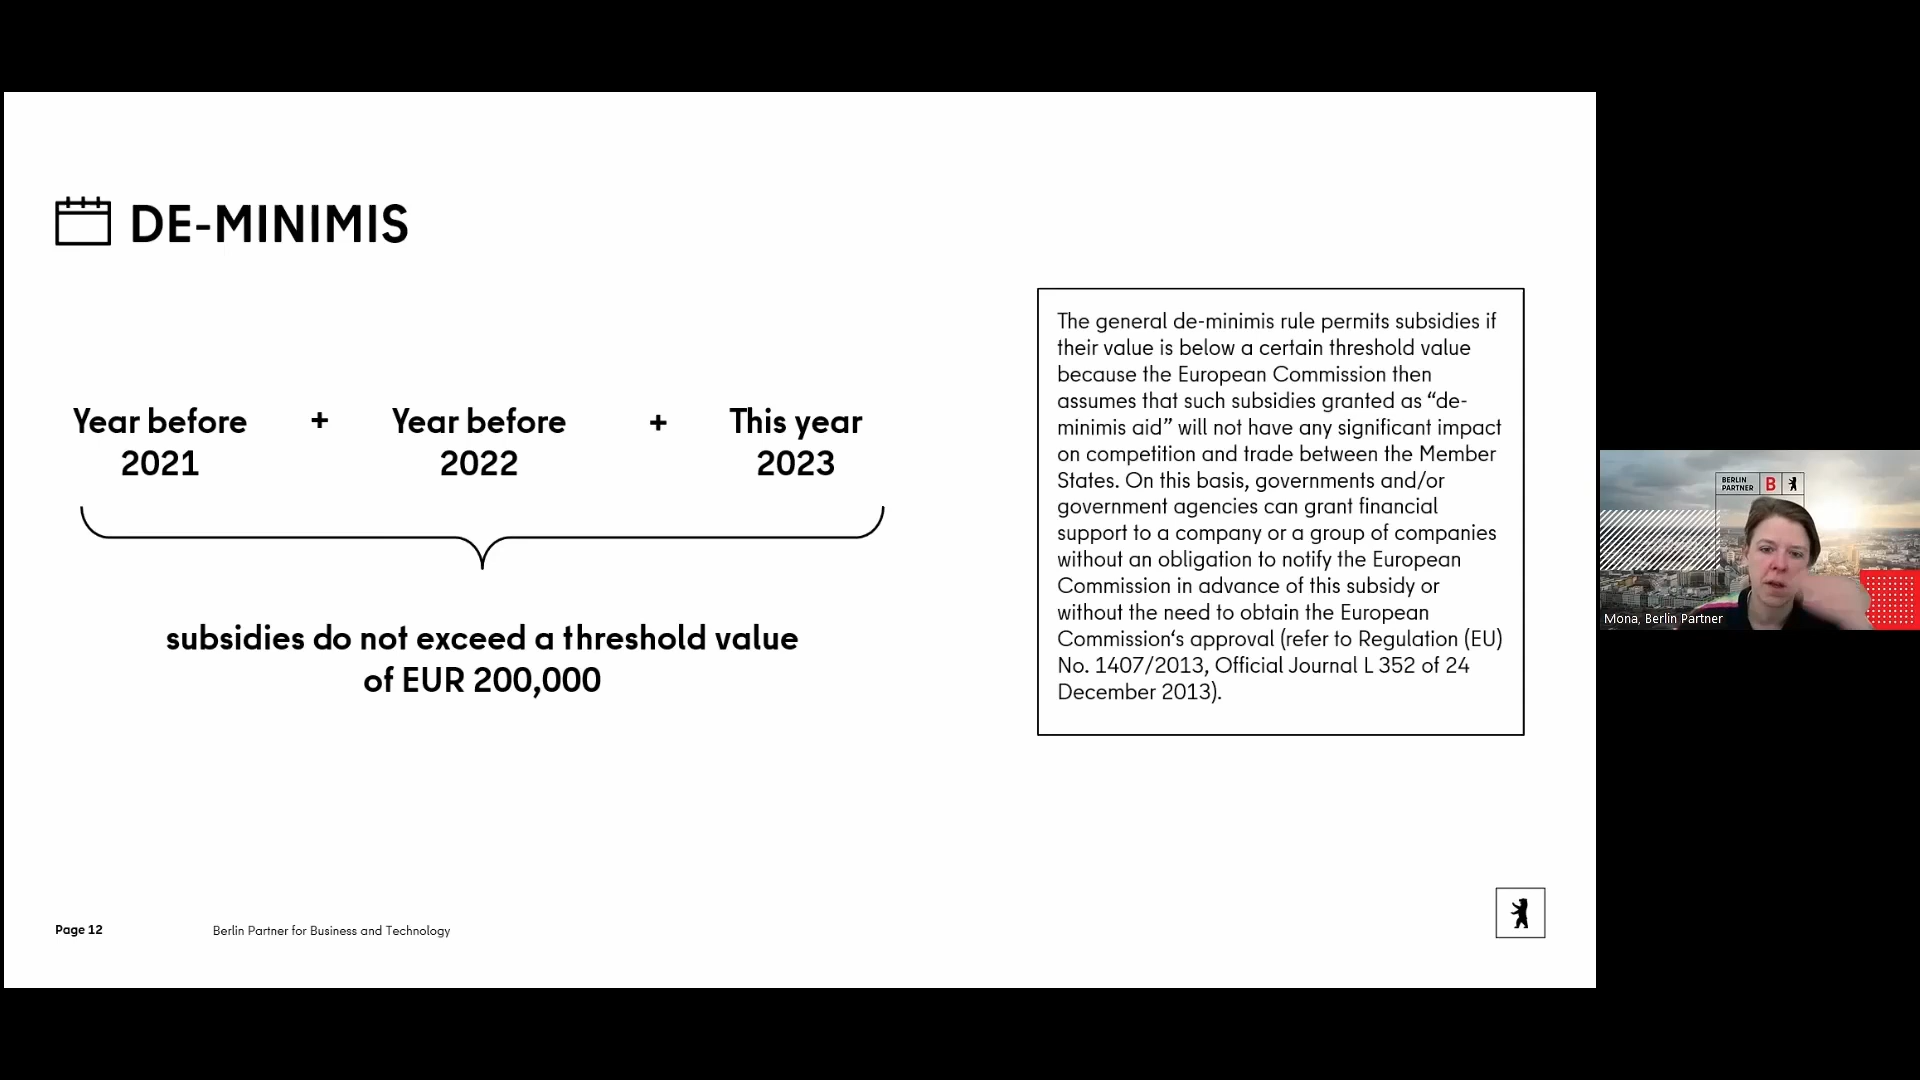 DE-MINIMIS
Year before + Year before + This year
2021 2022 2023
subsidies do not exceed a threshold value
of EUR 200,000
The general de-minimis rule permits subsidies if
their value is below a certain threshold value
because the European Commission then
assumes that such subsidies granted as “de-
minimis aid” will not have any significant impact
on competition and trade between the Member
States. On this basis, governments and/or
government agencies can grant financial
support to a company or a group of companies
without an obligation to notify the European
Commission in advance of this subsidy or
without the need to obtain the European
Commission‘s approval (refer to Regulation (EU)
No. 1407/2013, Official Journal L 352 of 24
December 2013).
Page 12 Berlin Partner for Business and Technology
BERLIN
PARTNER B
Mona, Berlin Partner